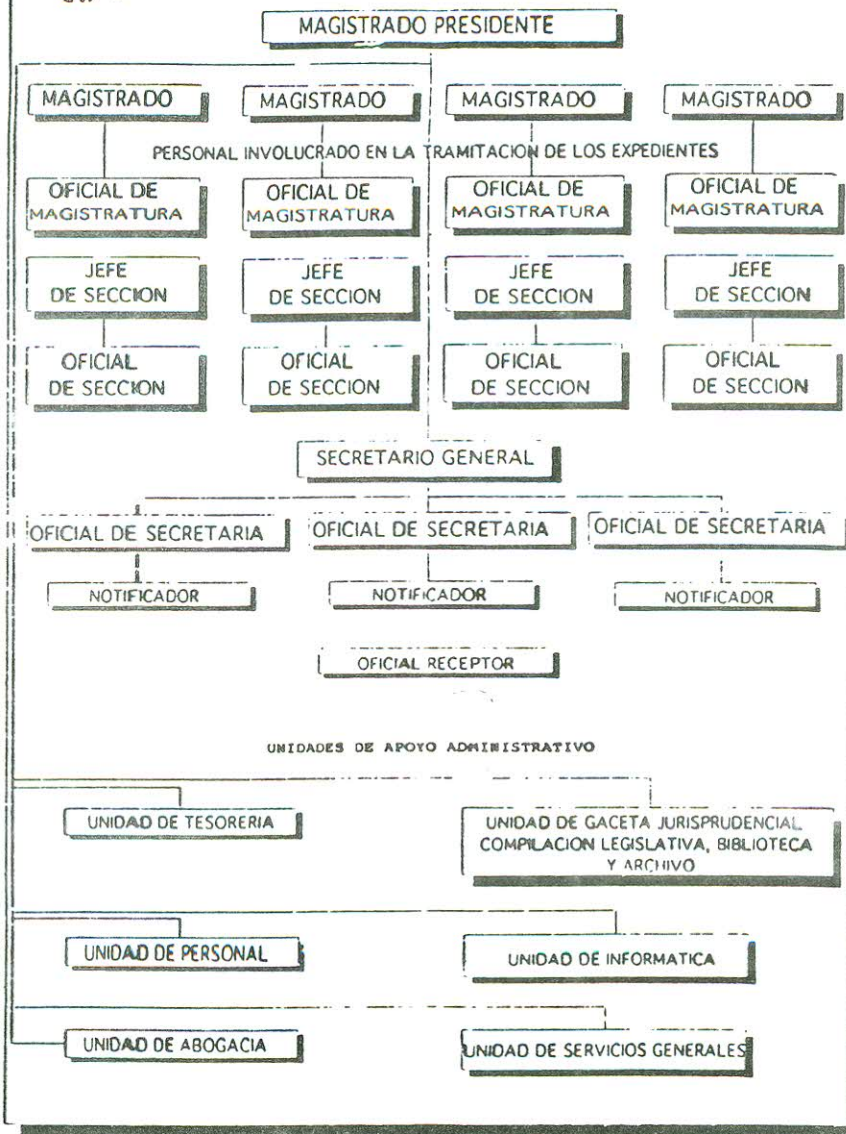 MAGISTRADO PRESIDENTE
MAGISTRADO
MAGISTRADO
MAGISTRADO
MAGISTRADO
PERSONAL INVOLUCRADO EN LA TRAMITACION DE LOS EXPEDIENTES
OFICIAL DE
MAGISTRATURA
OFICIAL DE
MAGISTRATURA
OFICIAL DE
MAGISTRATURA
OFICIAL DE
MAGISTRATURA
JEFE
DE SECCION
JEFE
DE SECCION
JEFE
DE SECCION
JEFE
DE SECCION
OFICIAL
DE SECCION
OFICIAL
DE SECCION
OFICIAL
DE SECCION
OFICIAL
DE SECCION
SECRETARIO GENERAL
OFICIAL DE SECRETARIA
OFICIAL DE SECRETARIA
OFICIAL DE SECRETARIA
NOTIFICADOR
NOTIFICADOR
NOTIFICADOR
OFICIAL RECEPTOR
UNIDADES DE APOYO ADMINISTRATIVO
UNIDAD DE TESORERIA
UNIDAD DE GACETA JURISPRUDENCIAL
COMPILACION LEGISLATIVA, BIBLIOTECA
Y ARCHIVO
UNIDAD DE PERSONAL
UNIDAD DE INFORMATICA
UNIDAD DE ABOGACIA
UNIDAD DE SERVICIOS GENERALES